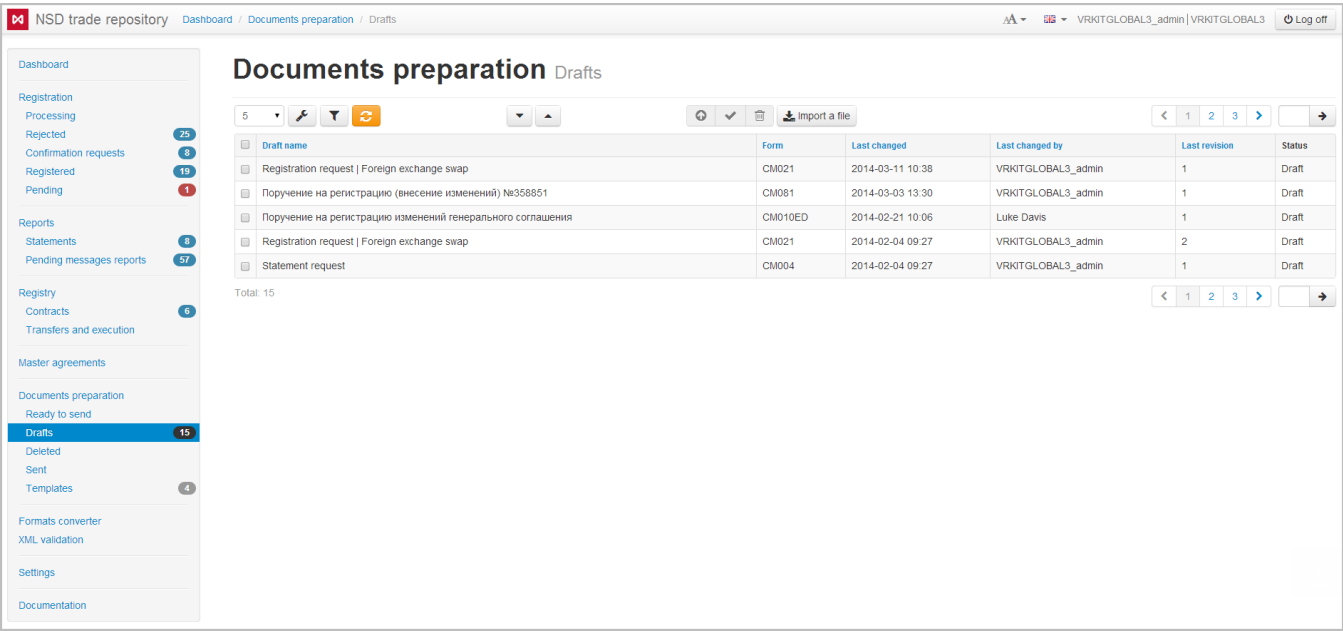 NSD trade repository Dashboard / Documents preparation / Drafts AA VRKITGLOBAL3_admin | VRKITGLOBAL3 Log off
Dashboard
Registration
Processing
Rejected 25
Confirmation requests 8
Registered 19
Pending 1
Reports
Statements 8
Pending messages reports 57
Registry
Contracts 6
Transfers and execution
Master agreements
Documents preparation
Ready to send
Drafts 15
Deleted
Sent
Templates 4
Formats converter
XML validation
Settings
Documentation
Documents preparation Drafts
5 Import a file 1 2 3
Draft name Form Last changed Last changed by Last revision Status
Registration request | Foreign exchange swap CM021 2014-03-11 10:38 VRKITGLOBAL3_admin 1 Draft
Поручение на регистрацию (внесение изменений) №358851 CM081 2014-03-03 13:30 VRKITGLOBAL3_admin 1 Draft
Поручение на регистрацию изменений генерального соглашения CM010ED 2014-02-21 10:06 Luke Davis 1 Draft
Registration request | Foreign exchange swap CM021 2014-02-04 09:27 VRKITGLOBAL3_admin 2 Draft
Statement request CM004 2014-02-04 09:27 VRKITGLOBAL3_admin 1 Draft
Total: 15 1 2 3